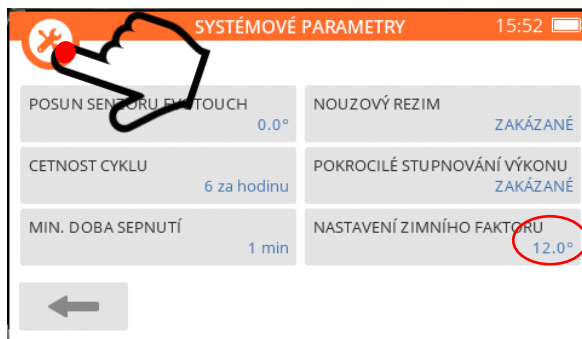 SYSTÉMOVÉ PARAMETRY 15:52
POSUN SENZORU EVOTOUCH
0.0°
NOUZOVÝ REZIM
ZAKÁZANÉ
CETNOST CYKLU
6 za hodinu
POKROCILÉ STUPNOVÁNÍ VÝKONU
ZAKÁZANÉ
MIN. DOBA SEPNUTÍ
1 min
NASTAVENÍ ZIMNÍHO FAKTORU
12.0°